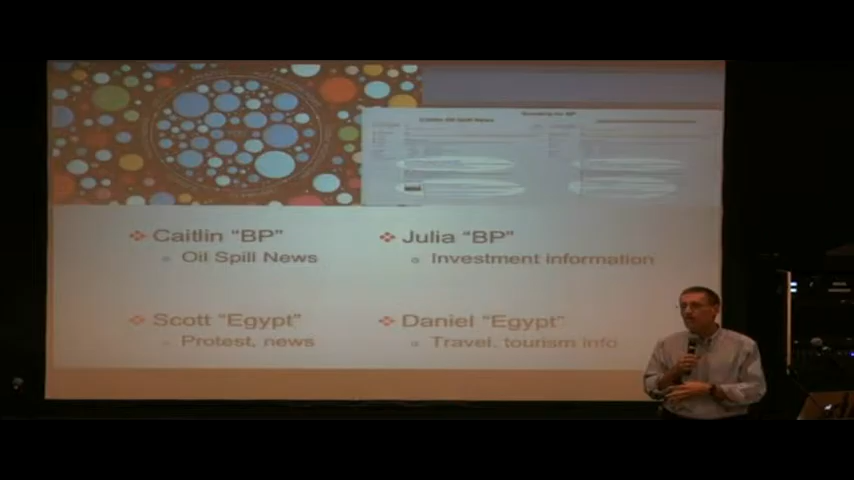 Caitlin "BP"
Oil Spill News
Julia "BP"
Investment information
Scott "Egypt"
Protest, news
Daniel "Egypt"
Travel, tourism info